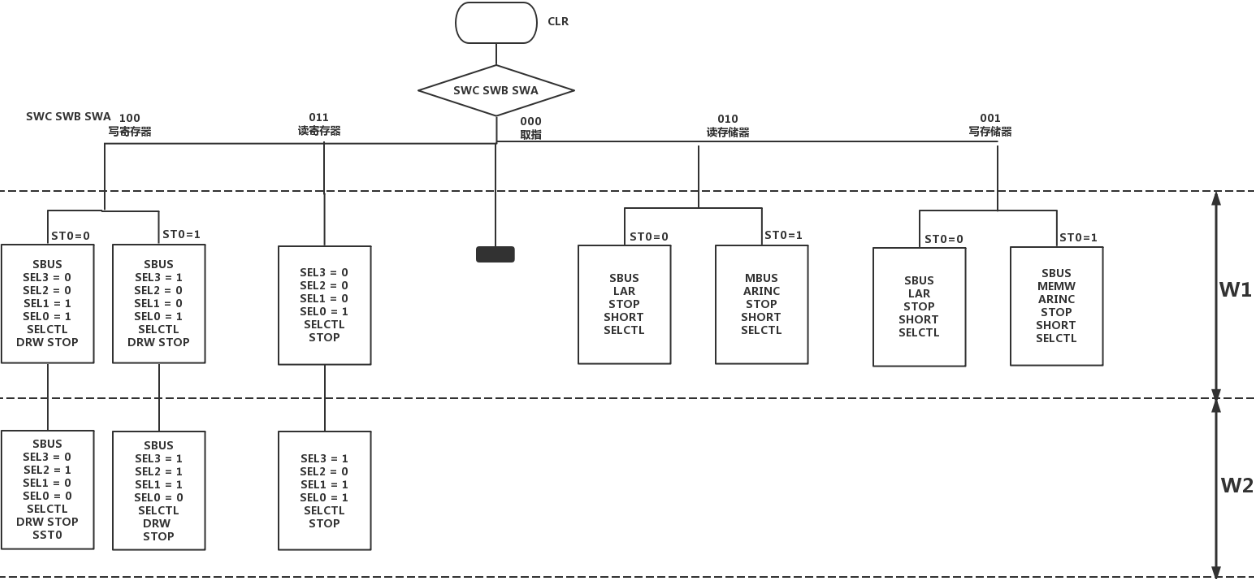 CLR
SWC SWB SWA
SWC SWB SWA
100
写寄存器
011
读寄存器
000
取指
010
读存储器
001
写存储器
ST0=0
SBUS
SEL3 = 0
SEL2 = 0
SEL1 = 1
SEL0 = 1
SELCTL
DRW STOP
ST0=1
SBUS
SEL3 = 1
SEL2 = 0
SEL1 = 0
SEL0 = 1
SELCTL
DRW STOP
SEL3 = 0
SEL2 = 0
SEL1 = 0
SEL0 = 1
SELCTL
STOP
ST0=0
SBUS
LAR
STOP
SHORT
SELCTL
ST0=1
MBUS
ARINC
STOP
SHORT
SELCTL
ST0=0
SBUS
LAR
STOP
SHORT
SELCTL
ST0=1
SBUS
MEMW
ARINC
STOP
SHORT
SELCTL
W1
SBUS
SEL3 = 0
SEL2 = 1
SEL1 = 0
SEL0 = 0
SELCTL
DRW STOP
SST0
SBUS
SEL3 = 1
SEL2 = 1
SEL1 = 1
SEL0 = 0
SELCTL
DRW
STOP
SEL3 = 1
SEL2 = 0
SEL1 = 1
SEL0 = 1
SELCTL
STOP
W2